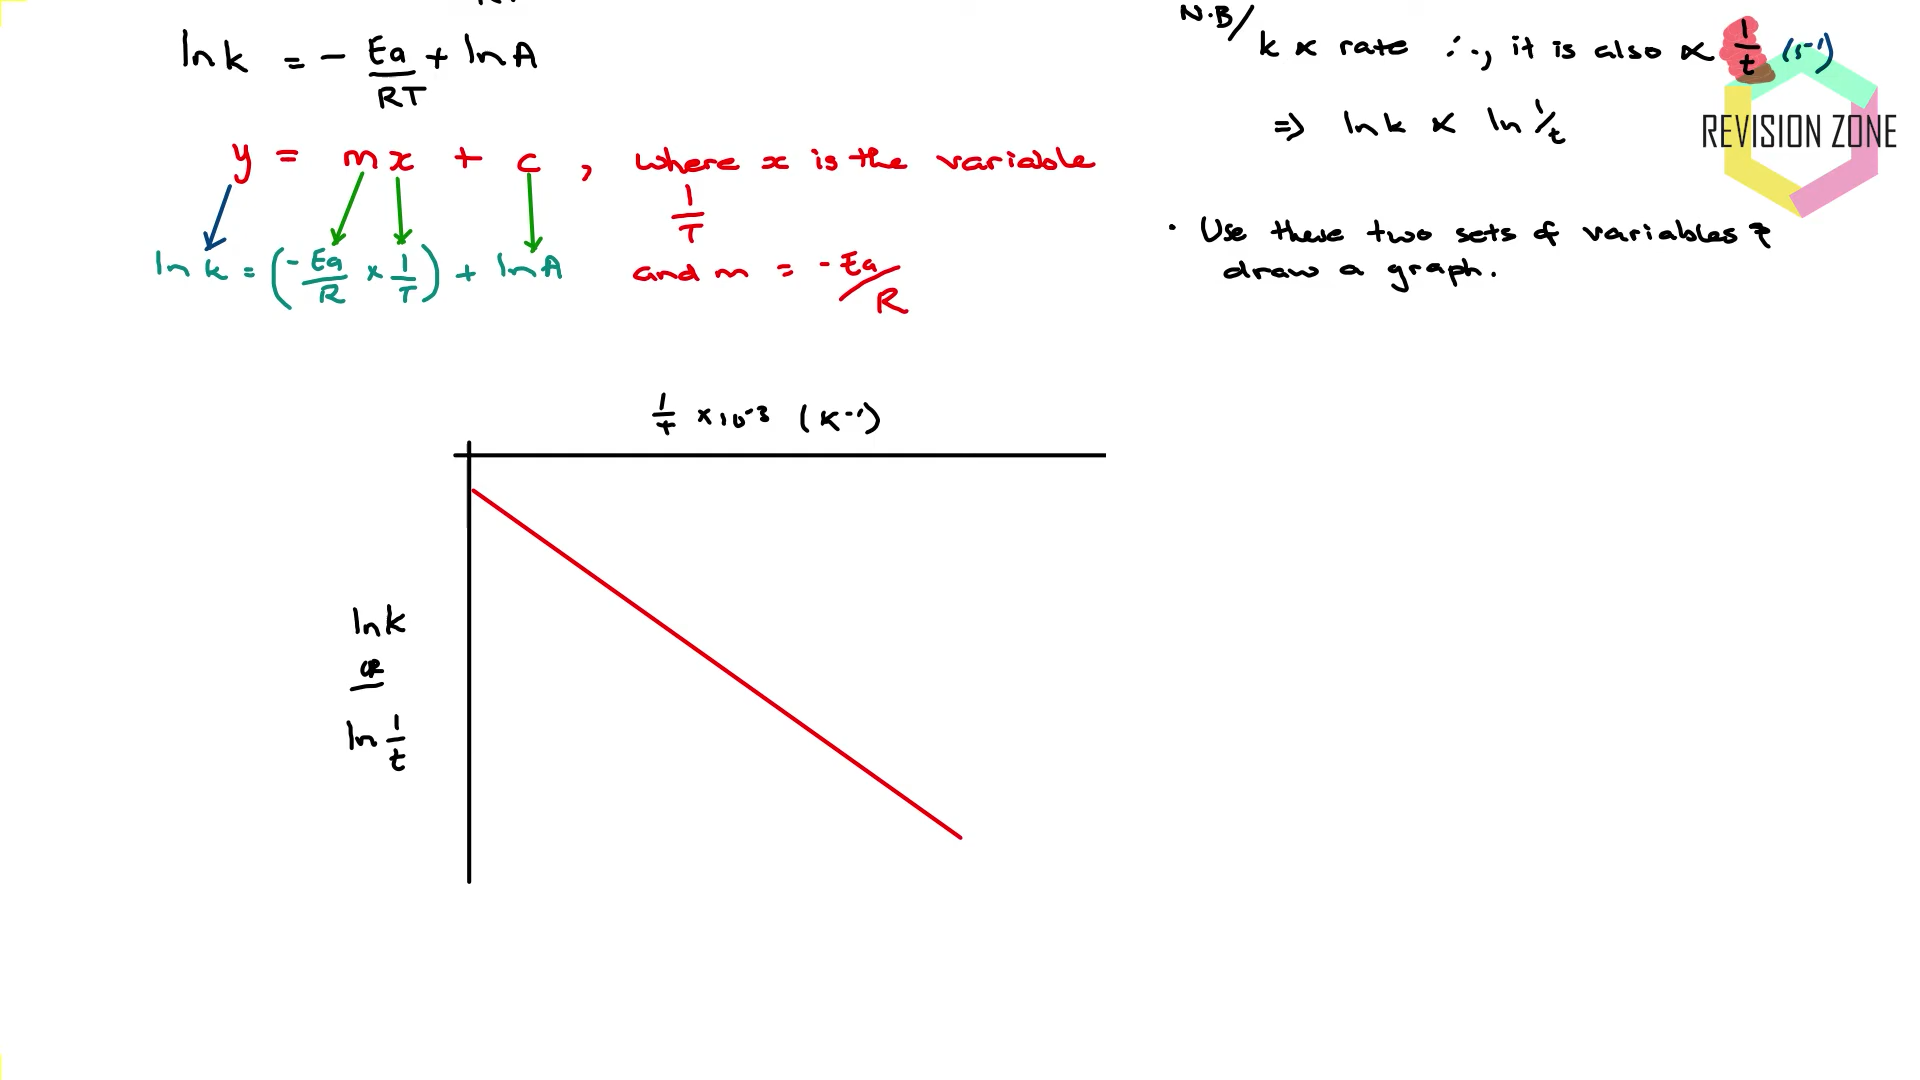 ln k = - Ea/RT + ln A
y = mx + c , where x is the variable
1/T
ln k = (-Ea/R × 1/T) + ln A
and m = -Ea/R
N.B/ k ∝ rate ∴, it is also ∝ 1/t (s⁻¹)
⇒ ln k ∝ ln 1/t
REVISION ZONE
· Use these two sets of variables &
draw a graph.
1/T ×10⁻³ (K⁻¹)
ln k
OR
ln 1/t